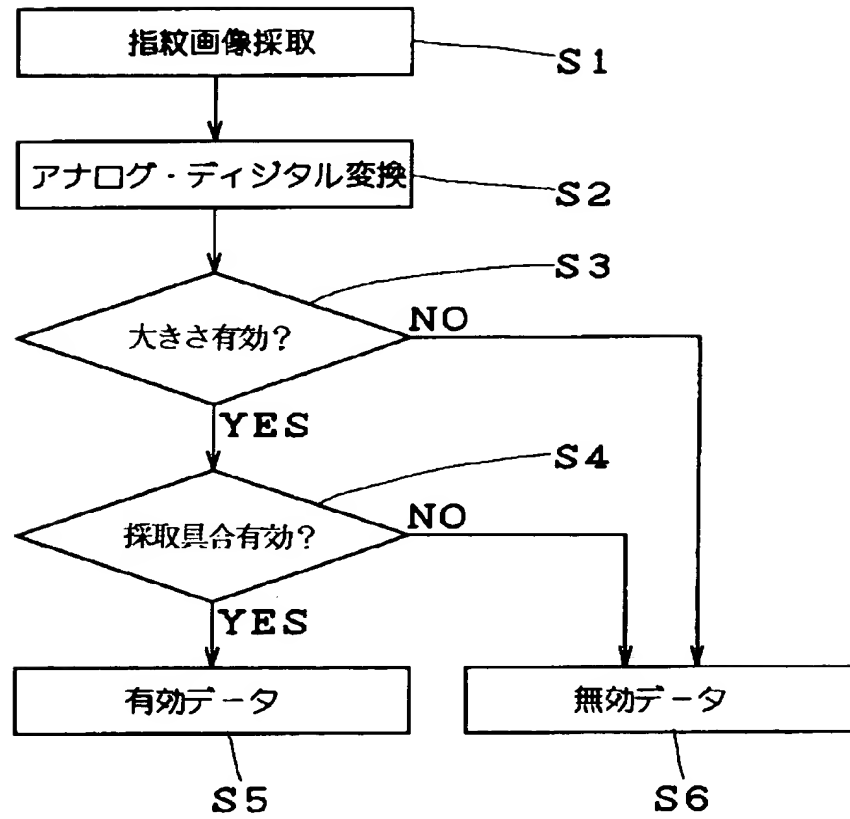 指紋画像採取
S1
アナログ・ディジタル変換
S2
S3
大きさ有効?
NO
YES
S4
採取具合有効?
NO
YES
有効データ
無効データ
S5
S6